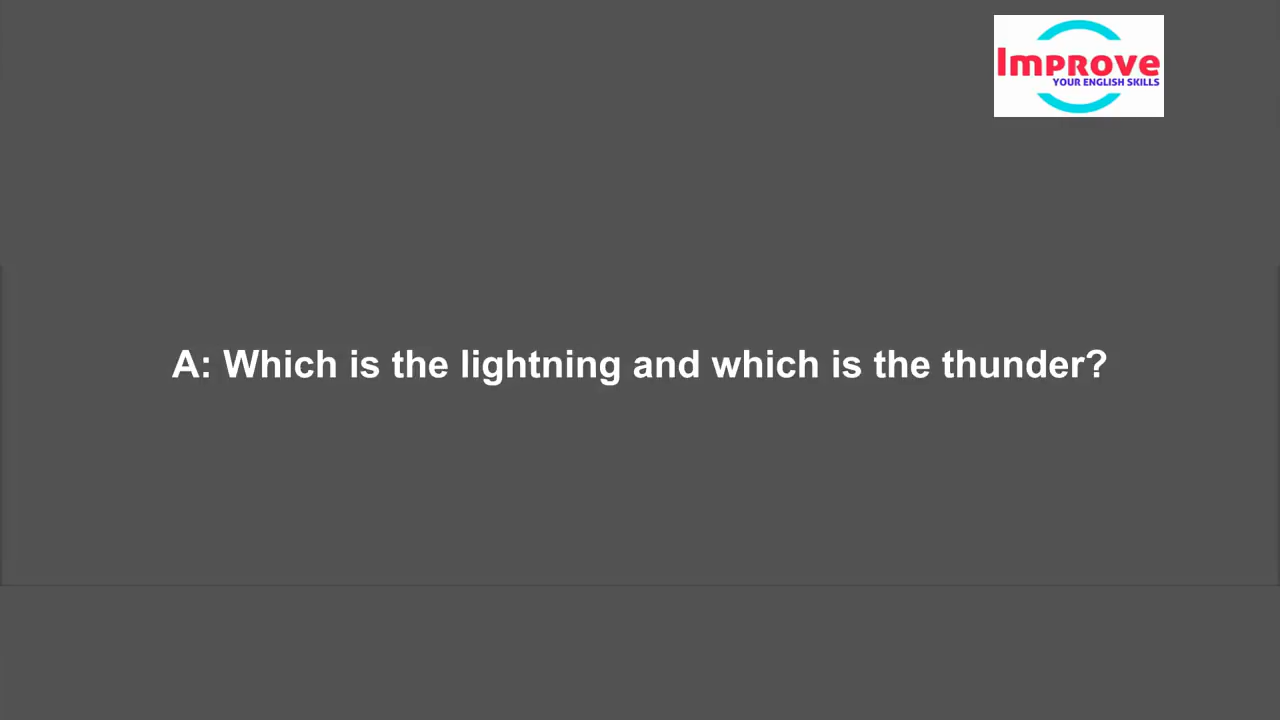 Improve
YOUR ENGLISH SKILLS
A: Which is the lightning and which is the thunder?